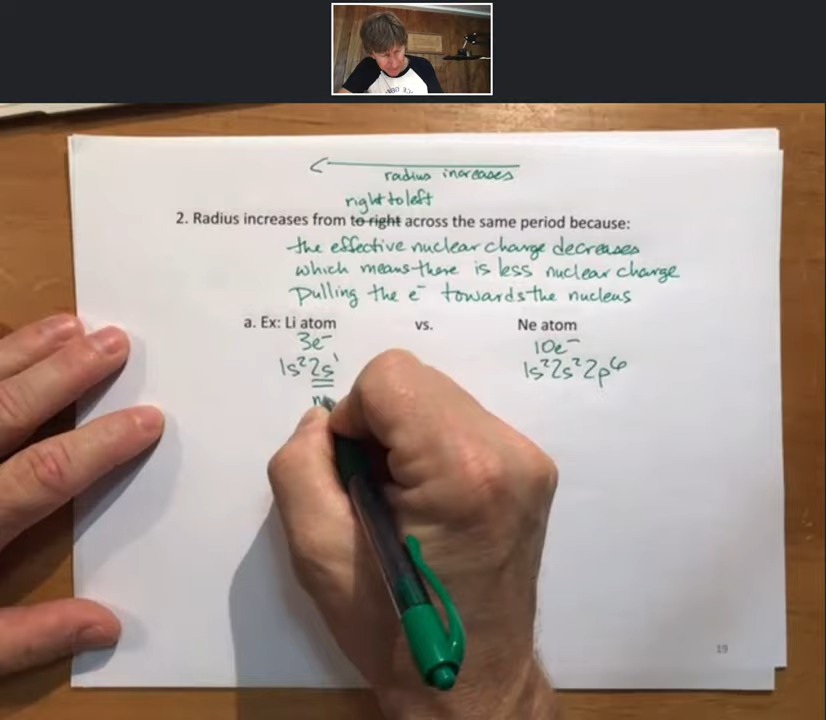 radius increases
right to left
2. Radius increases from to right across the same period because:
the effective nuclear charge decreases
which means there is less nuclear charge
pulling the e⁻ towards the nucleus
a. Ex: Li atom vs. Ne atom
3e⁻ 10e⁻
1s²2s¹ 1s²2s²2p⁶
19